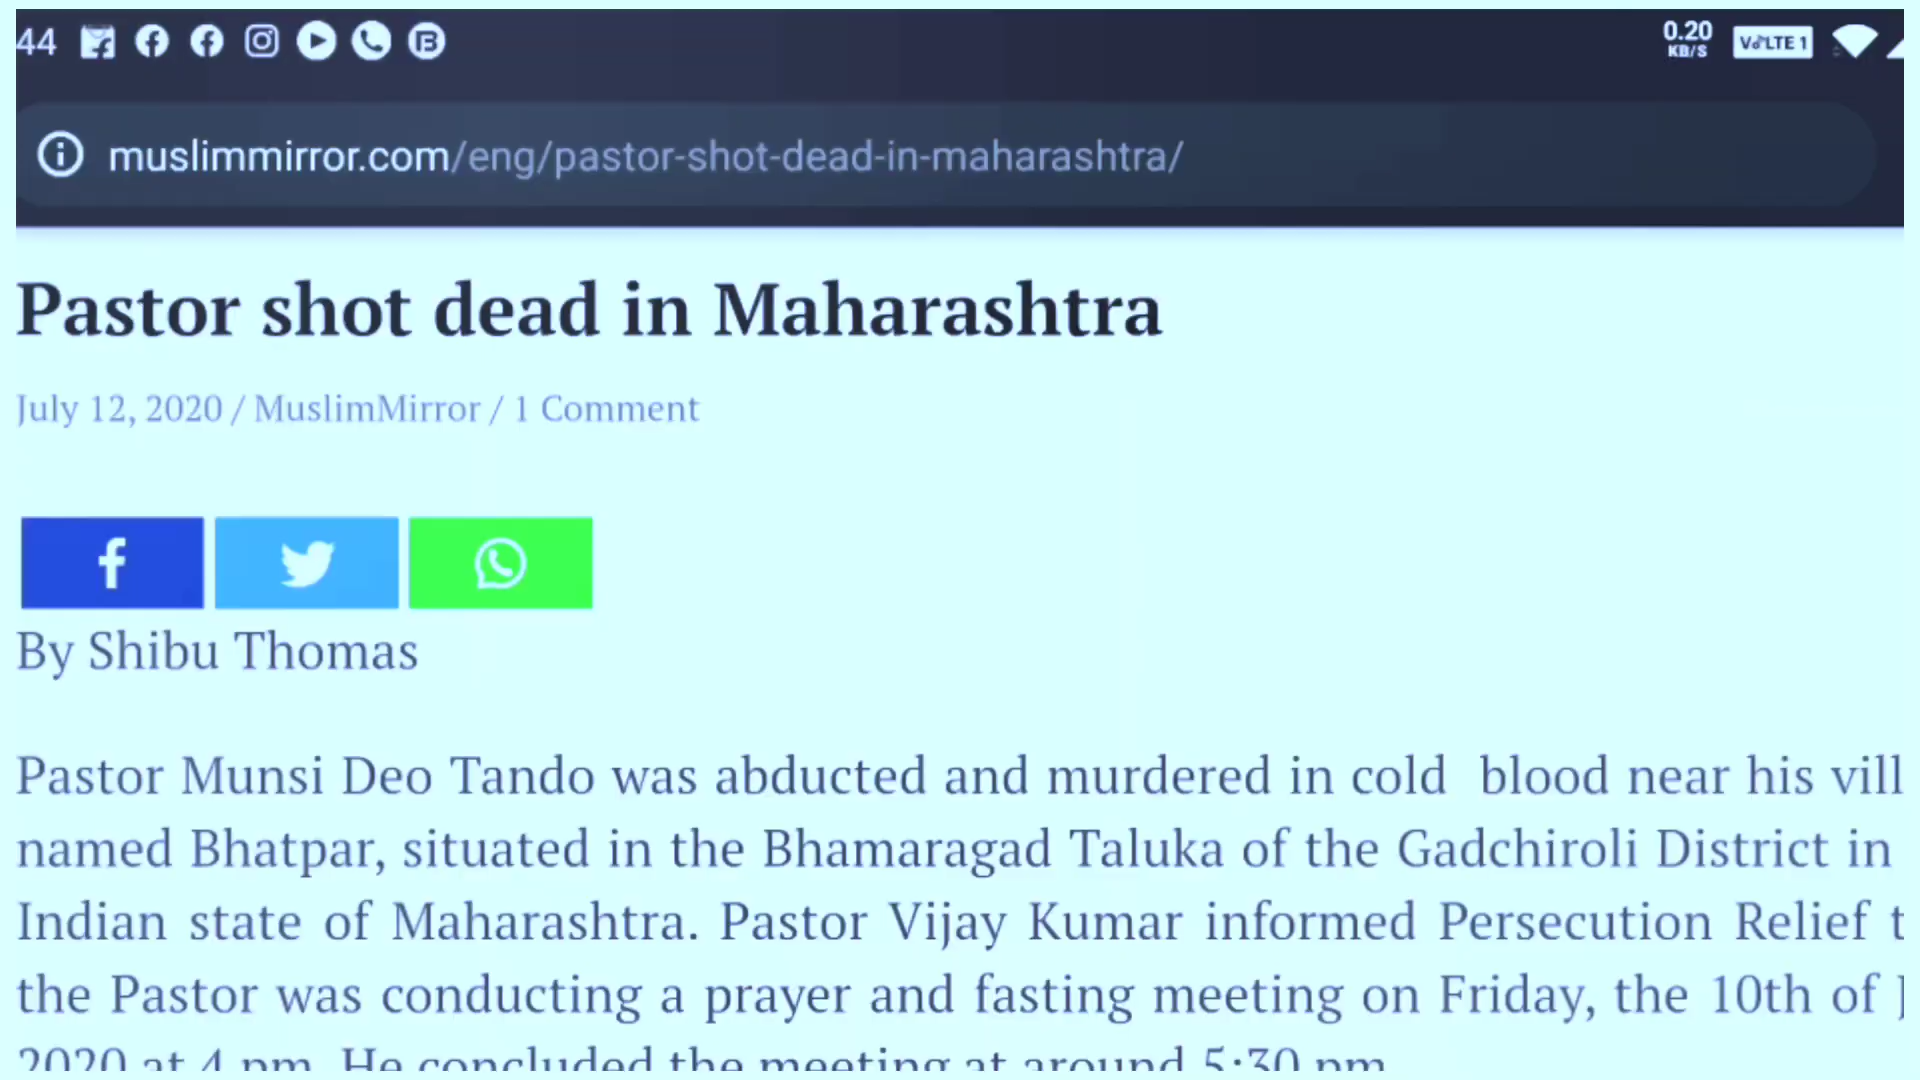 44
0.20
KB/S
VoLTE 1
muslimmirror.com/eng/pastor-shot-dead-in-maharashtra/
Pastor shot dead in Maharashtra
July 12, 2020 / MuslimMirror / 1 Comment
By Shibu Thomas
Pastor Munsi Deo Tando was abducted and murdered in cold blood near his vill
named Bhatpar, situated in the Bhamaragad Taluka of the Gadchiroli District in
Indian state of Maharashtra. Pastor Vijay Kumar informed Persecution Relief t
the Pastor was conducting a prayer and fasting meeting on Friday, the 10th of J
2020 at 4 pm. He concluded the meeting at around 5:30 pm